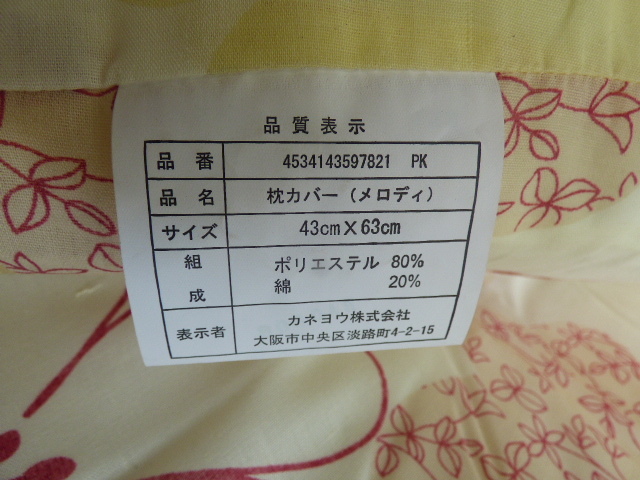 品質表示
品番 4534143597821 PK
品名 枕カバー(メロディ)
サイズ 43cm×63cm
組成 ポリエステル 80%
綿 20%
表示者 カネヨウ株式会社
大阪市中央区淡路町4-2-15